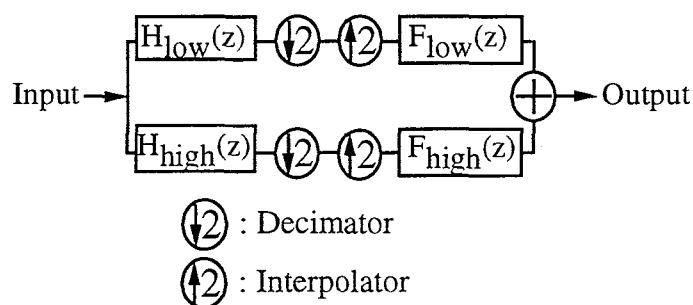 H_low(z) ↓2 ↑2 F_low(z)
Input + Output
H_high(z) ↓2 ↑2 F_high(z)
↓2 : Decimator
↑2 : Interpolator